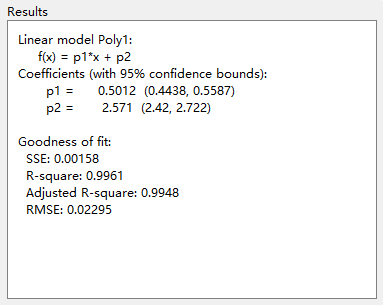 Results
Linear model Poly1:
f(x) = p1*x + p2
Coefficients (with 95% confidence bounds):
p1 = 0.5012 (0.4438, 0.5587)
p2 = 2.571 (2.42, 2.722)
Goodness of fit:
SSE: 0.00158
R-square: 0.9961
Adjusted R-square: 0.9948
RMSE: 0.02295